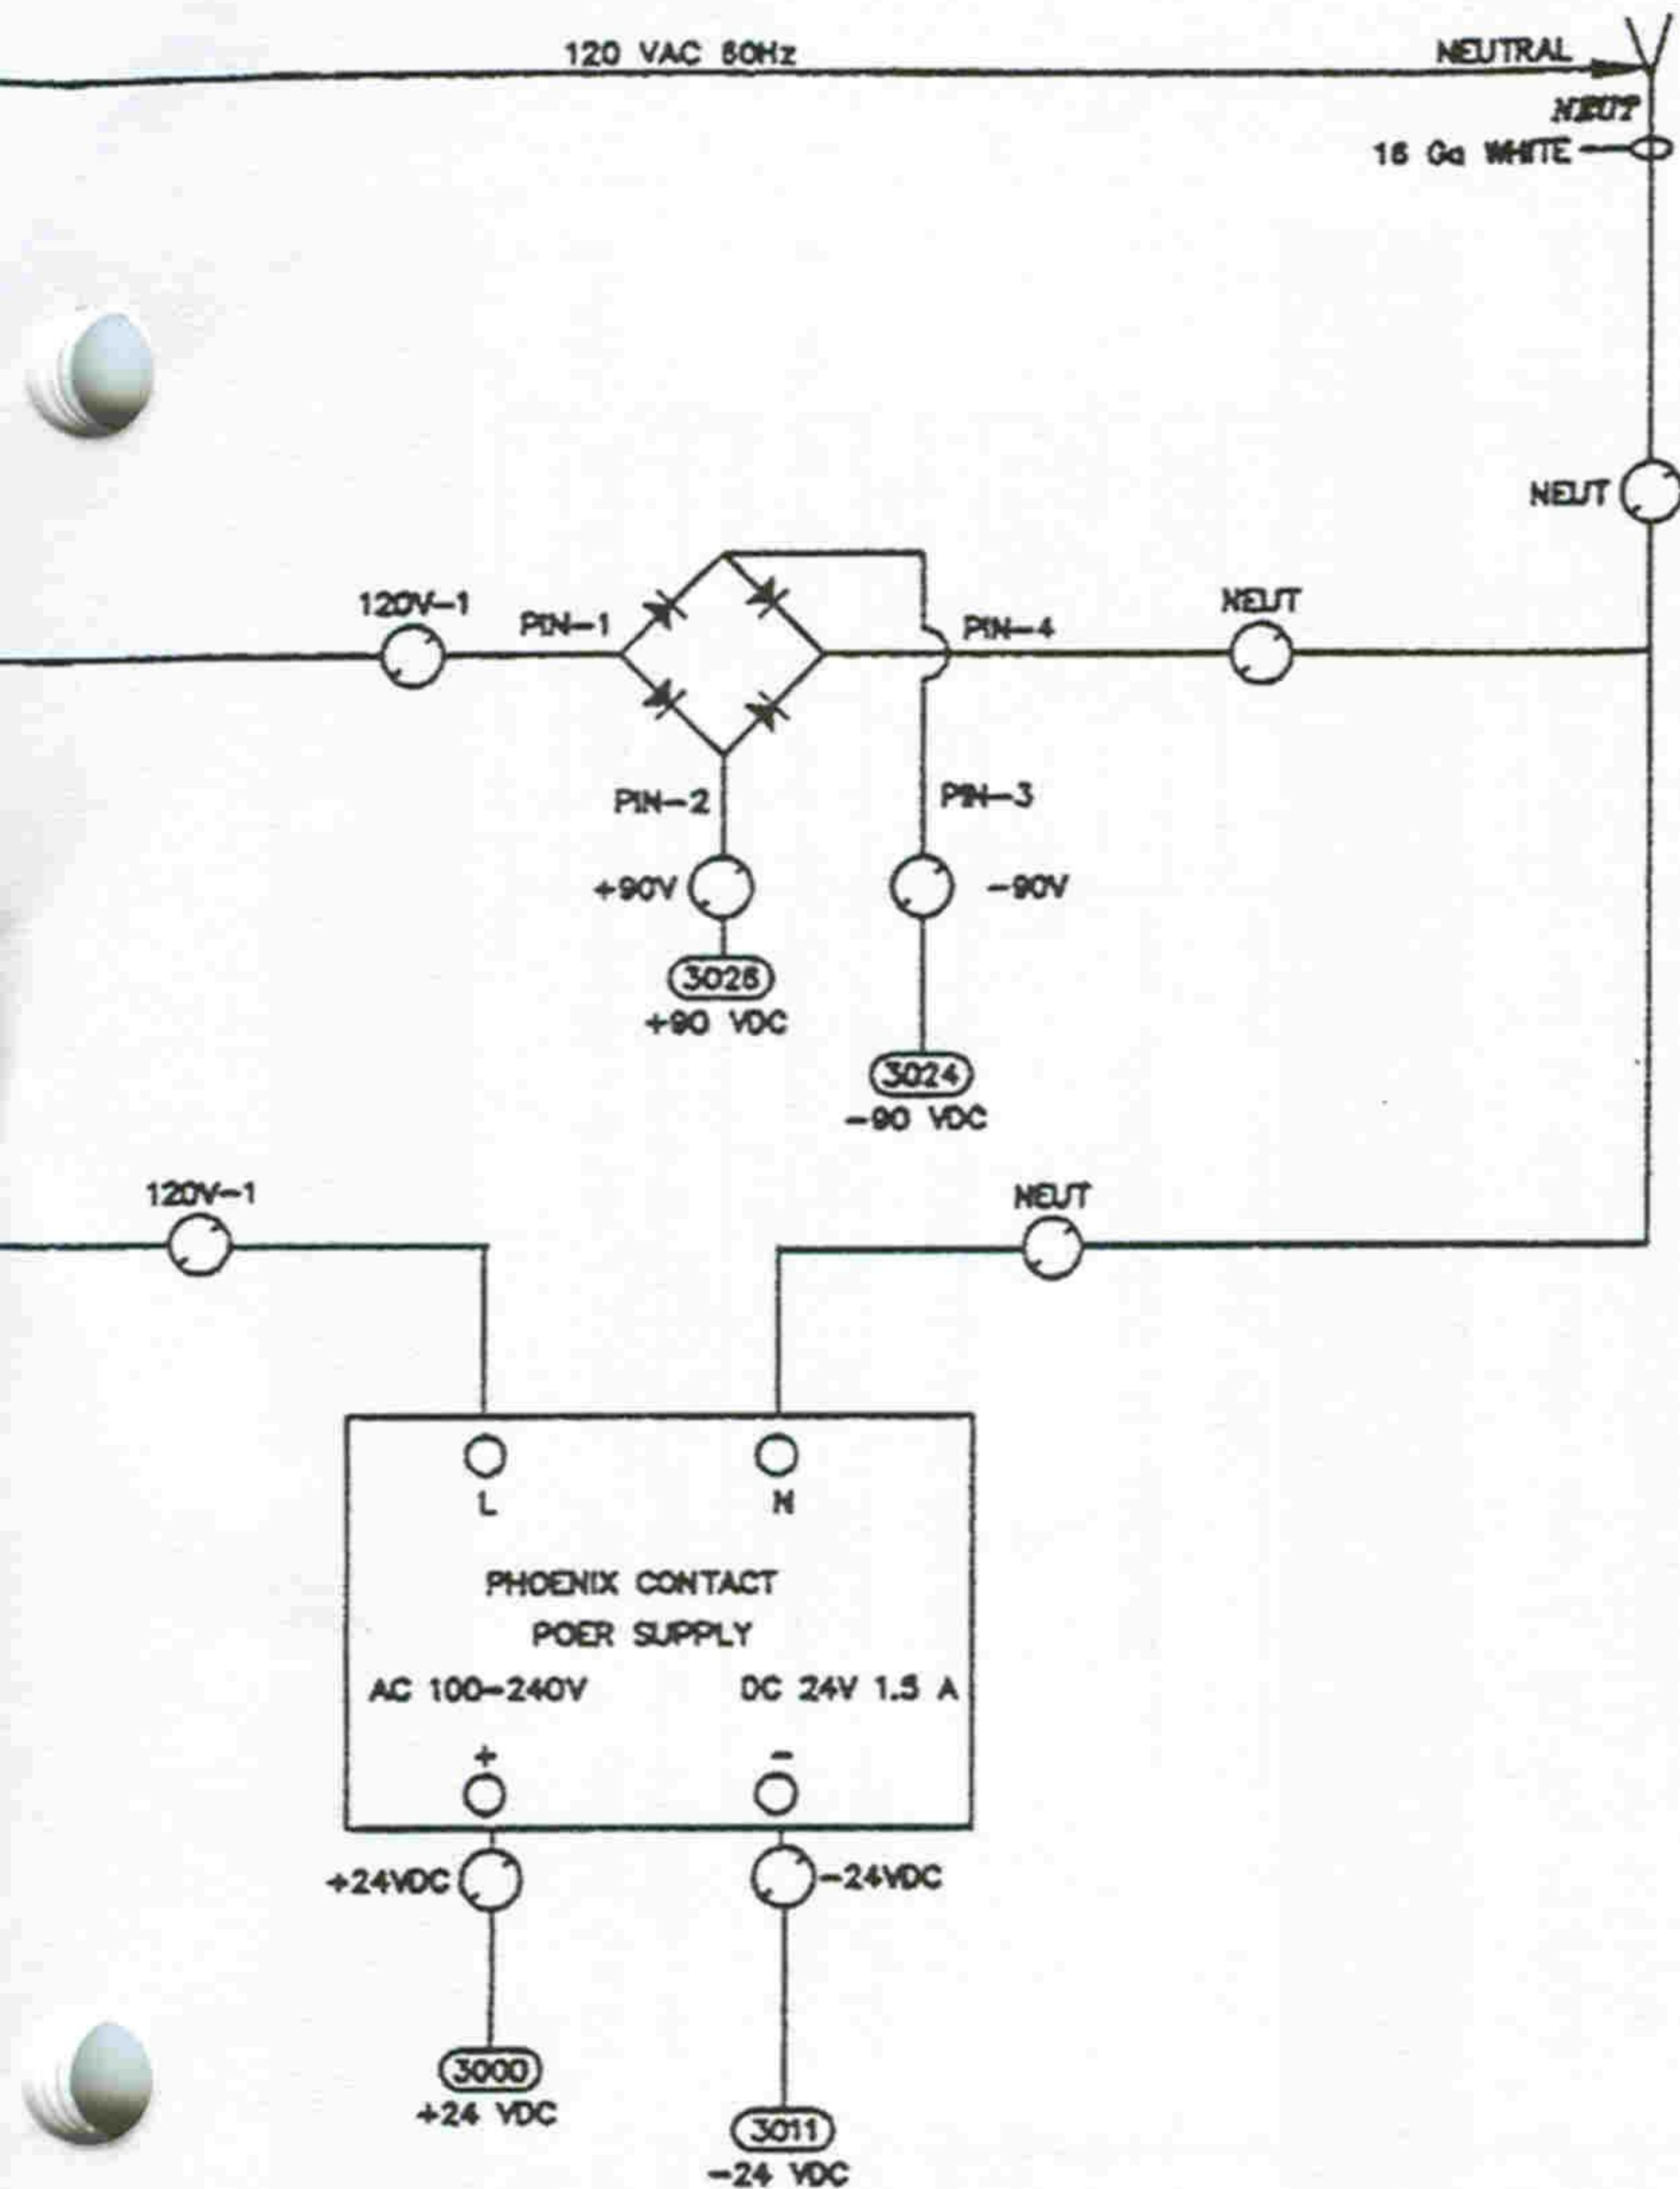 120 VAC 60Hz
NEUTRAL
NEUT
16 Ga WHITE
NEUT
120V-1
PIN-1
PIN-4
NEUT
PIN-2
PIN-3
+90V
-90V
3026
+90 VDC
3024
-90 VDC
120V-1
NEUT
L
N
PHOENIX CONTACT
POER SUPPLY
AC 100-240V
DC 24V 1.5 A
+
-
+24VDC
-24VDC
3000
+24 VDC
3011
-24 VDC